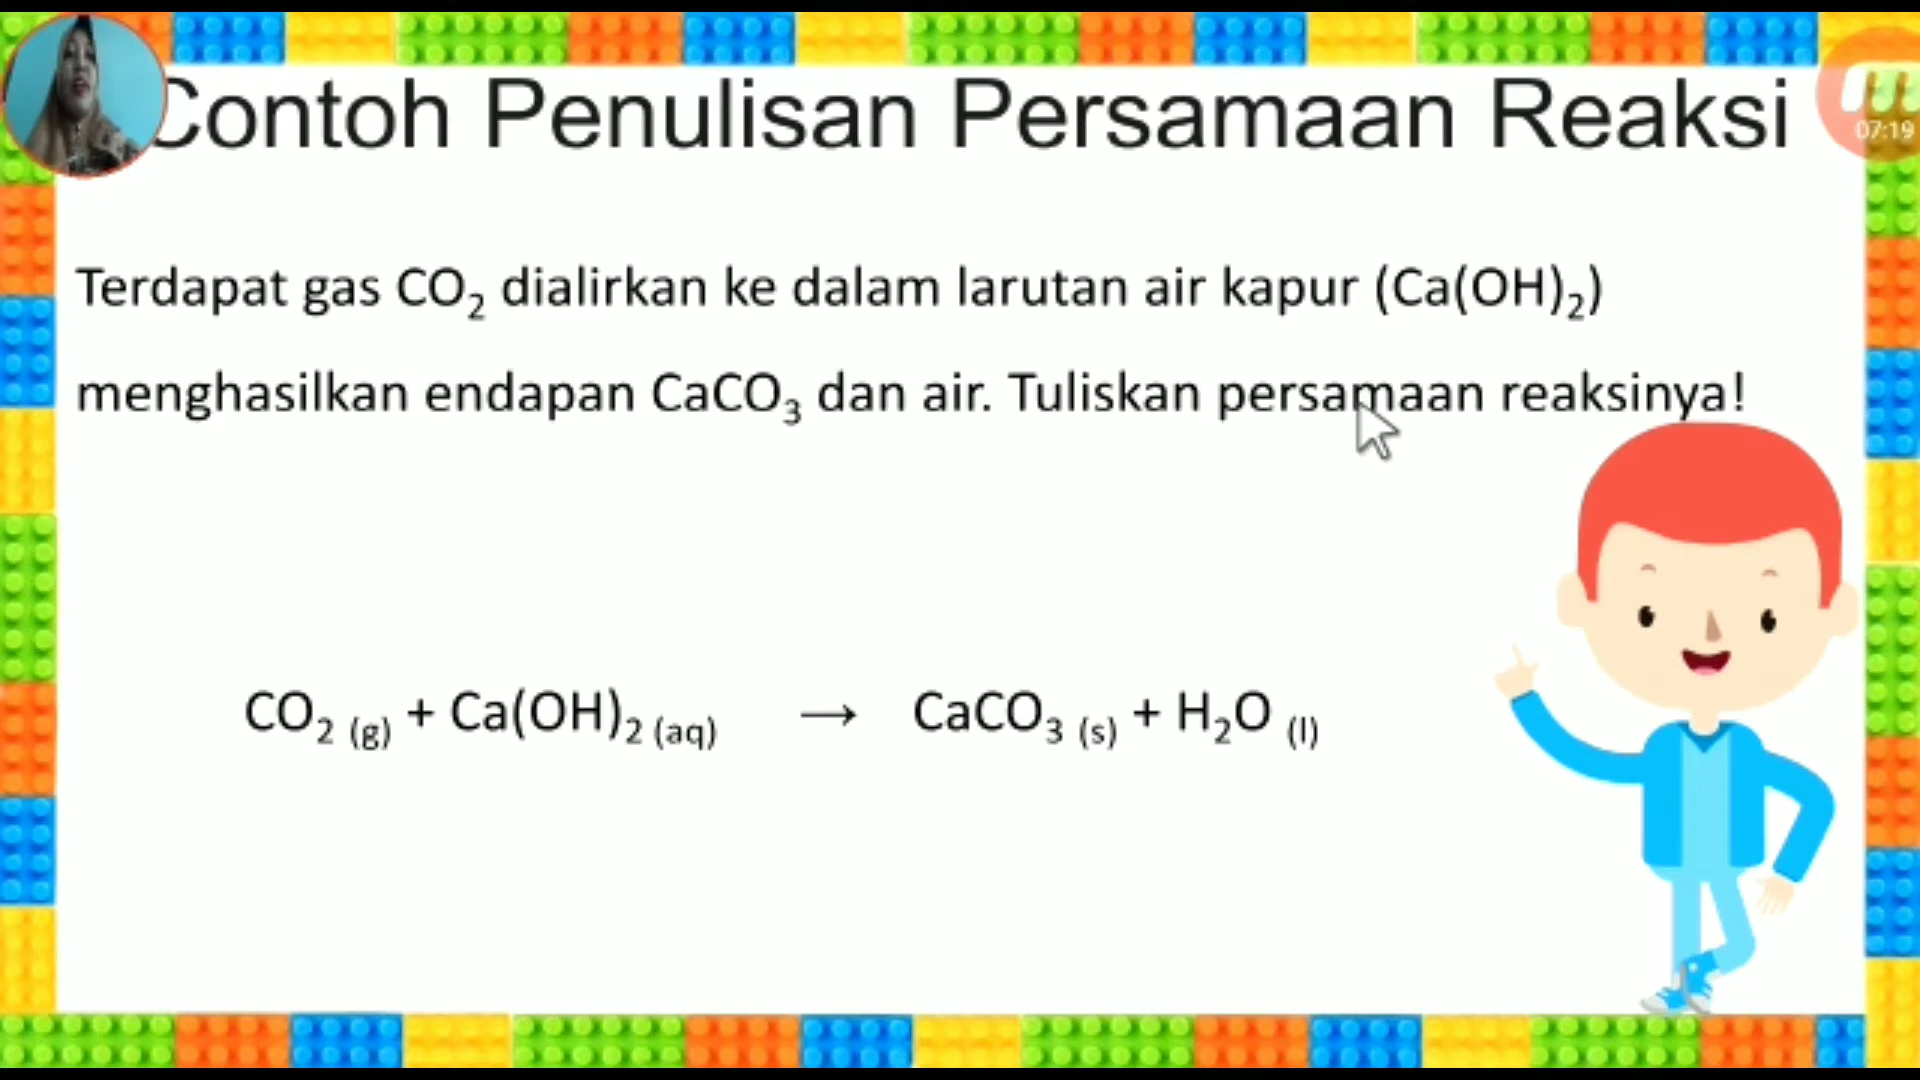 Contoh Penulisan Persamaan Reaksi
07:19
Terdapat gas CO₂ dialirkan ke dalam larutan air kapur (Ca(OH)₂)
menghasilkan endapan CaCO₃ dan air. Tuliskan persamaan reaksinya!
CO₂ (g) + Ca(OH)₂ (aq) → CaCO₃ (s) + H₂O (l)